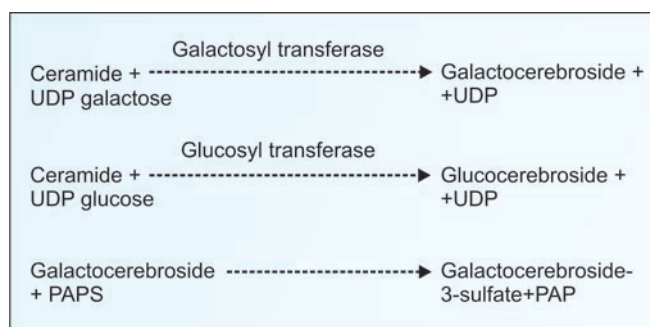 Galactosyl transferase
Ceramide +
UDP galactose
Galactocerebroside +
+UDP
Glucosyl transferase
Ceramide +
UDP glucose
Glucocerebroside +
+UDP
Galactocerebroside
+ PAPS
Galactocerebroside-
3-sulfate+PAP